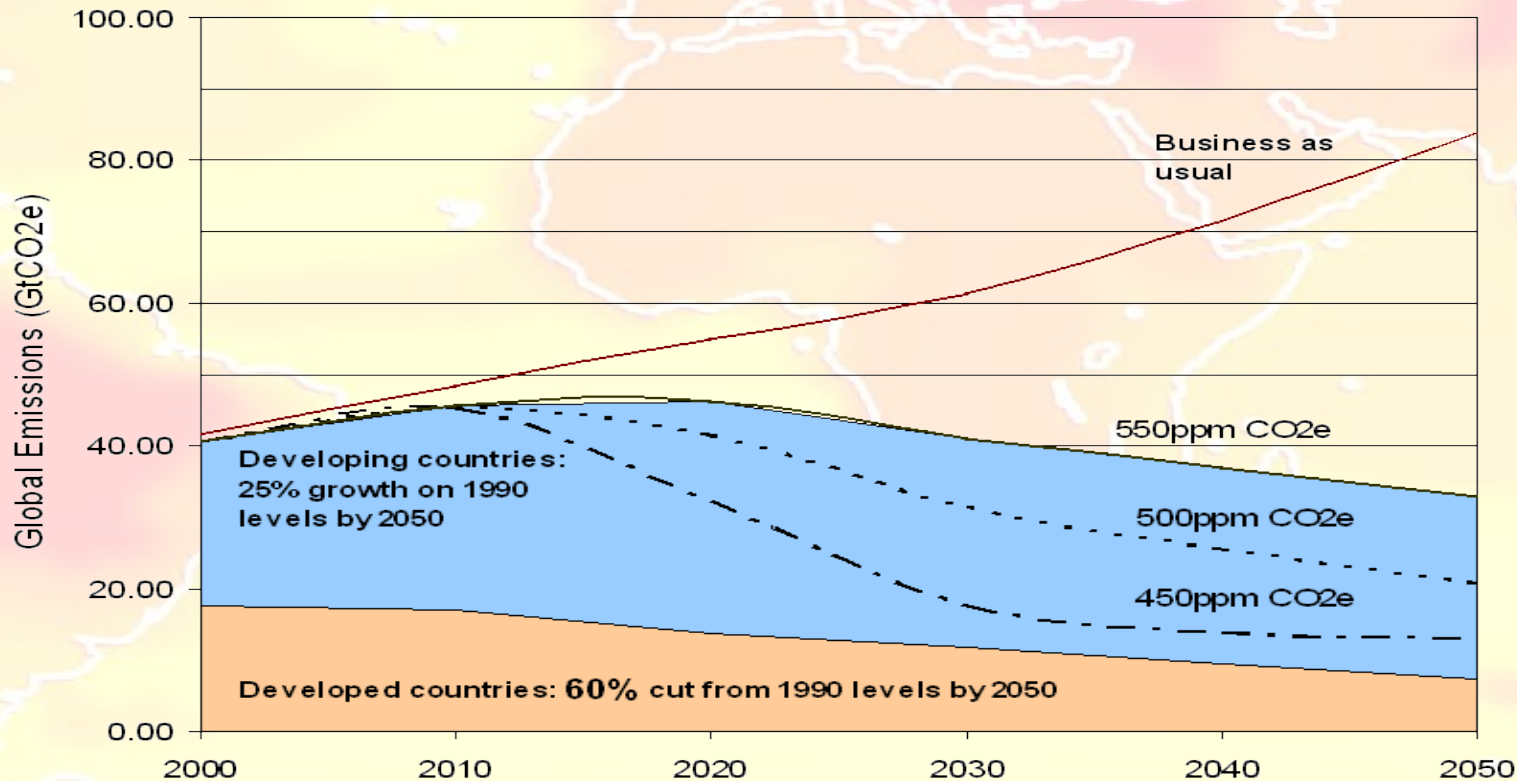 100.00
80.00
60.00
40.00
20.00
0.00
Global Emissions (GtCO2e)
Business as
usual
550ppm CO2e
500ppm CO2e
450ppm CO2e
Developing countries:
25% growth on 1990
levels by 2050
Developed countries: 60% cut from 1990 levels by 2050
2000
2010
2020
2030
2040
2050